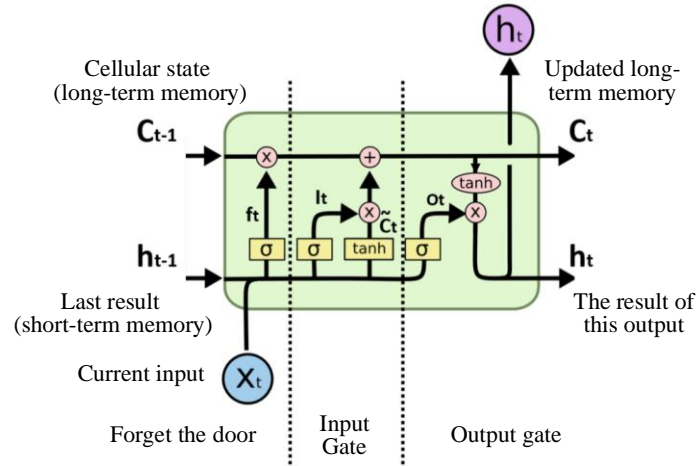 hₜ
Cellular state
(long-term memory)
Updated long-
term memory
Cₜ₋₁
Cₜ
x
+
tanh
fₜ
Iₜ
x
C̃ₜ
Oₜ
x
σ
σ
tanh
σ
hₜ₋₁
hₜ
Last result
(short-term memory)
The result of
this output
Current input
Xₜ
Forget the door
Input
Gate
Output gate